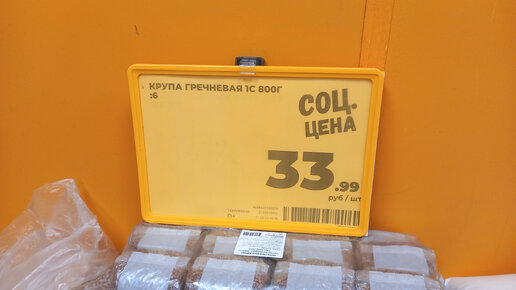 КРУПА ГРЕЧНЕВАЯ 1С 800Г
:6
СОЦ.
ЦЕНА
33.99
руб / шт